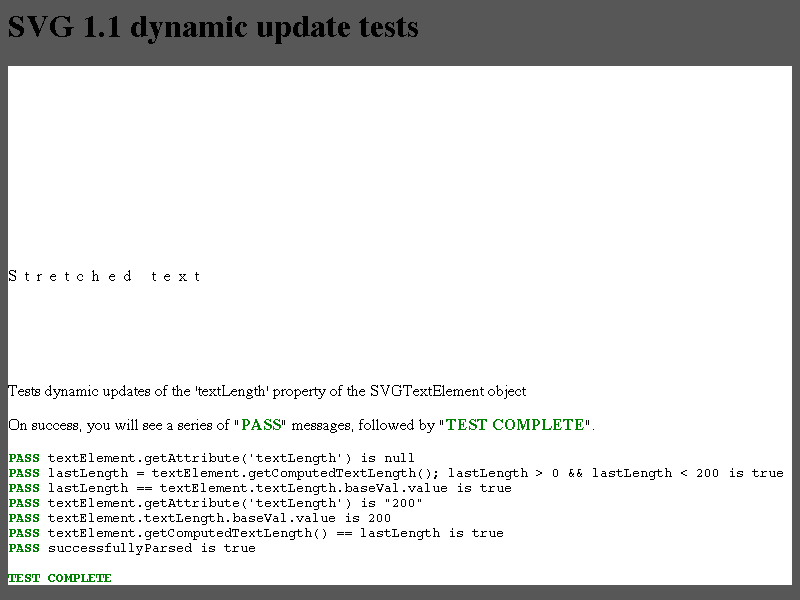 SVG 1.1 dynamic update tests
Stretched text
Tests dynamic updates of the 'textLength' property of the SVGTextElement object
On success, you will see a series of "PASS" messages, followed by "TEST COMPLETE".
PASS textElement.getAttribute('textLength') is null
PASS lastLength = textElement.getComputedTextLength(); lastLength > 0 && lastLength < 200 is true
PASS lastLength == textElement.textLength.baseVal.value is true
PASS textElement.getAttribute('textLength') is "200"
PASS textElement.textLength.baseVal.value is 200
PASS textElement.getComputedTextLength() == lastLength is true
PASS successfullyParsed is true
TEST COMPLETE